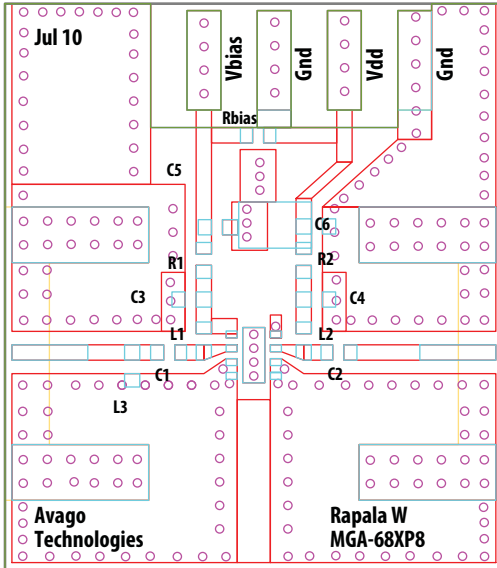 Jul 10
Vbias
Gnd
Vdd
Gnd
Rbias
C5
C6
R1
R2
C3
C4
L1
L2
C1
C2
L3
Avago
Technologies
Rapala W
MGA-68XP8